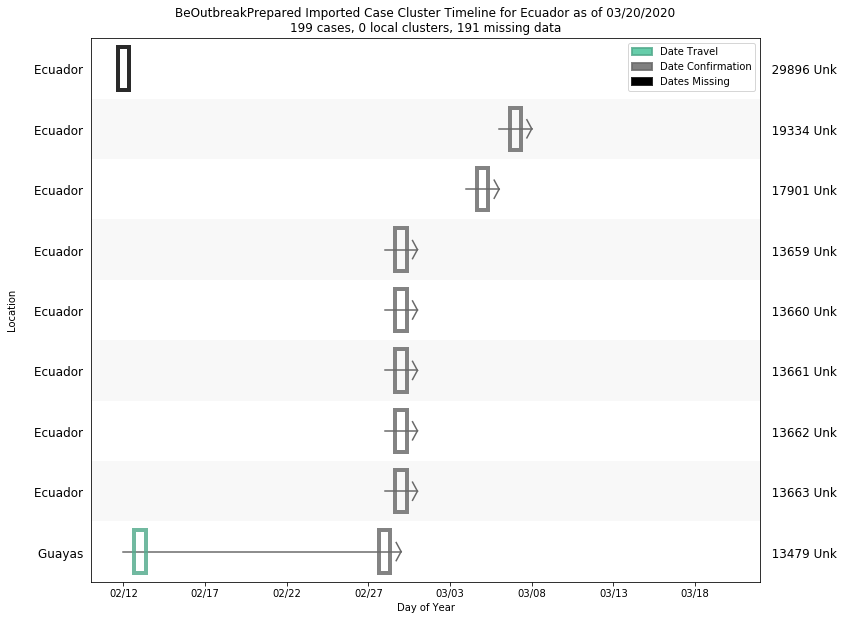 BeOutbreakPrepared Imported Case Cluster Timeline for Ecuador as of 03/20/2020
199 cases, 0 local clusters, 191 missing data
Date Travel
Date Confirmation
Dates Missing
Ecuador 29896 Unk
Ecuador 19334 Unk
Ecuador 17901 Unk
Ecuador 13659 Unk
Ecuador 13660 Unk
Ecuador 13661 Unk
Ecuador 13662 Unk
Ecuador 13663 Unk
Guayas 13479 Unk
Location
02/12 02/17 02/22 02/27 03/03 03/08 03/13 03/18
Day of Year